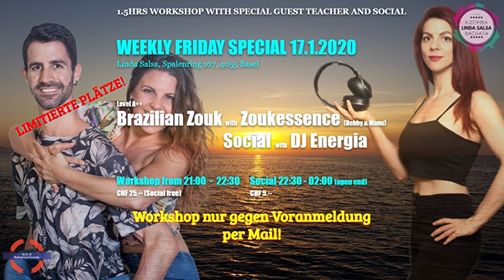 1.5HRS WORKSHOP WITH SPECIAL GUEST TEACHER AND SOCIAL
KIZOMBA
LINDA SALSA
BACHATA
WEEKLY FRIDAY SPECIAL 17.1.2020
Linda Salsa, Spalenring 167, 4055 Basel
LIMITIERTE PLÄTZE!
Level A++
Brazilian Zouk with Zoukessence (Debby & Manu)
Social with DJ Energia
Workshop from 21:00 - 22:30 Social 22:30 - 02:00 (open end)
CHF 25.-- (Social free) CHF 5.--
Workshop nur gegen Voranmeldung
per Mail!